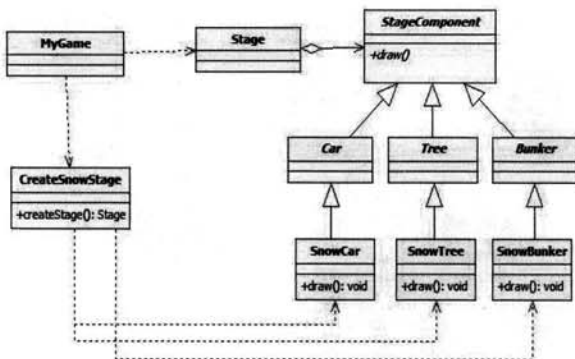 StageComponent
+draw()
MyGame
Stage
Car
Tree
Bunker
CreateSnowStage
+createStage(): Stage
SnowCar
+draw(): void
SnowTree
+draw(): void
SnowBunker
+draw(): void